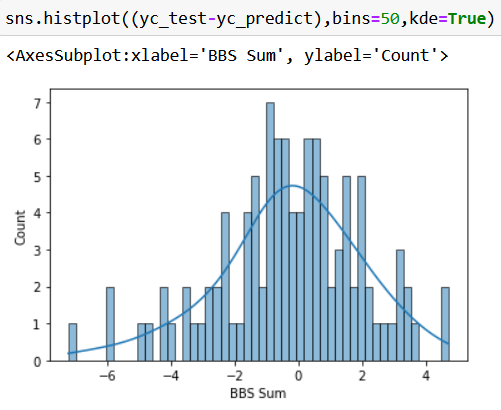 sns.histplot((yc_test-yc_predict),bins=50,kde=True)
<AxesSubplot:xlabel='BBS Sum', ylabel='Count'>
7
6
5
4
3
2
1
0
Count
−6 −4 −2 0 2 4
BBS Sum